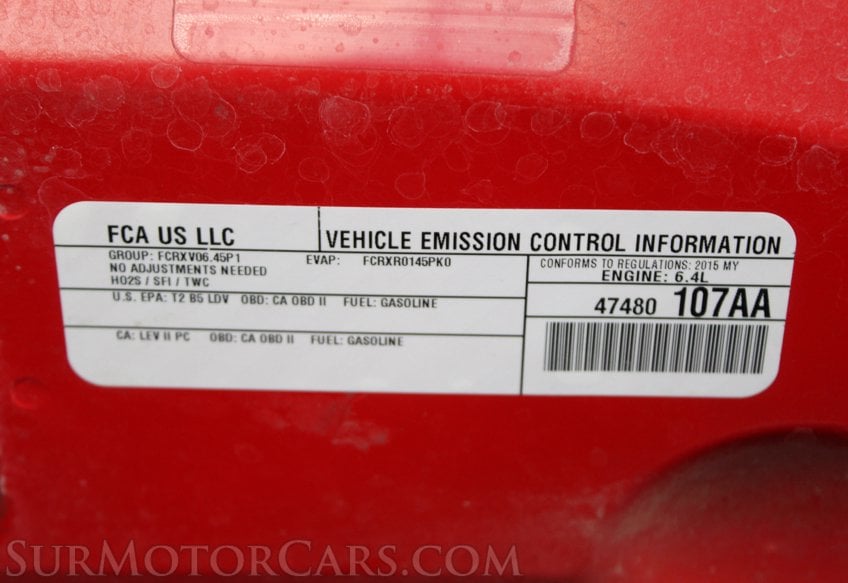 FCA US LLC
VEHICLE EMISSION CONTROL INFORMATION
GROUP: FCRXV06.45P1 EVAP: FCRXR0145PK0
NO ADJUSTMENTS NEEDED
HO2S / SFI / TWC
CONFORMS TO REGULATIONS: 2015 MY
ENGINE: 6.4L
U.S. EPA: T2 B5 LDV OBD: CA OBD II FUEL: GASOLINE
47480 107AA
CA: LEV II PC OBD: CA OBD II FUEL: GASOLINE
SURMOTORCARS.COM